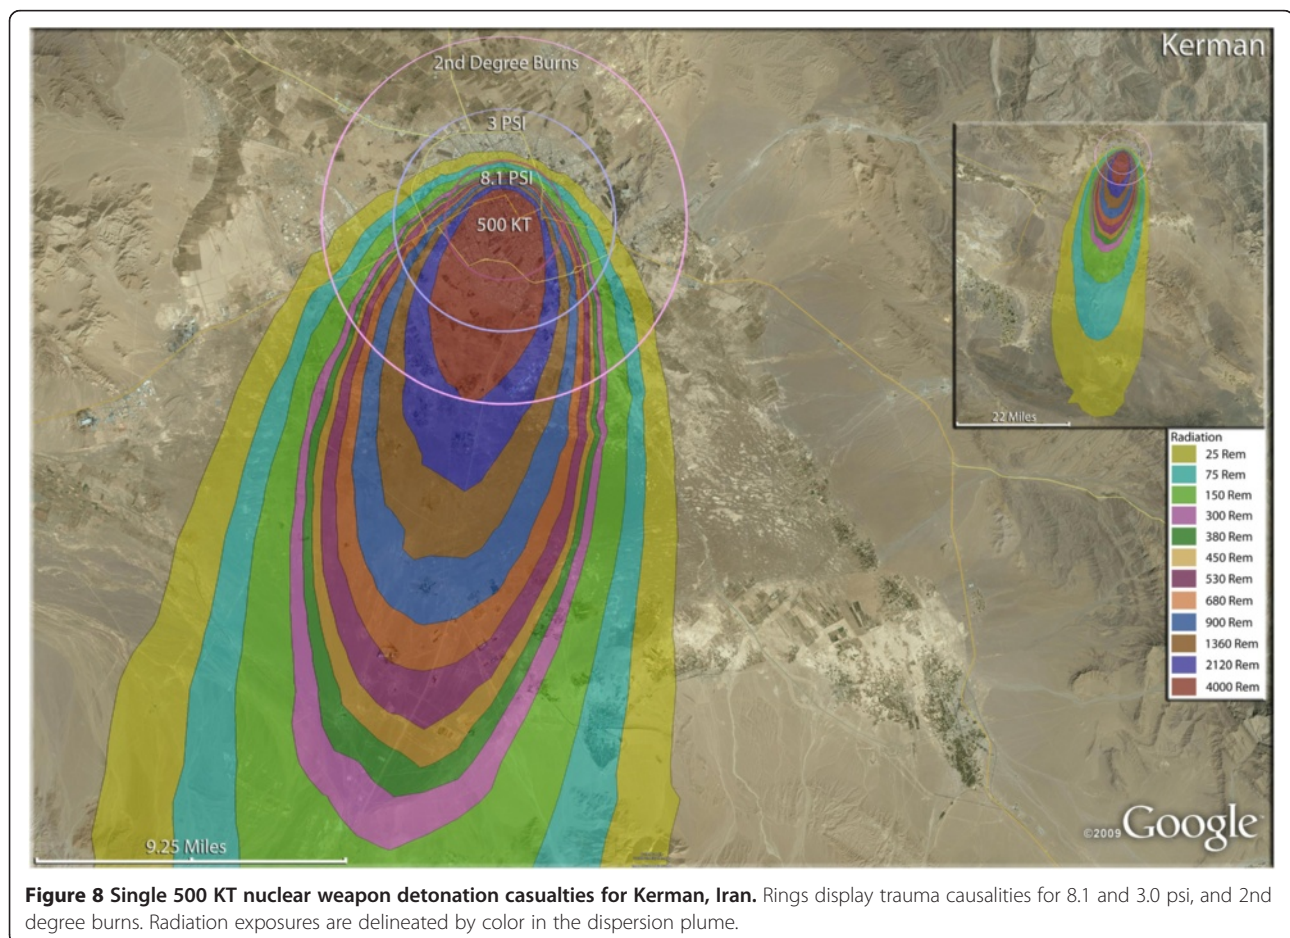 Kerman
2nd Degree Burns
3 PSI
8.1 PSI
500 KT
22 Miles
Radiation
25 Rem
75 Rem
150 Rem
300 Rem
380 Rem
450 Rem
530 Rem
680 Rem
900 Rem
1360 Rem
2120 Rem
4000 Rem
9.25 Miles
©2009 Google
Figure 8 Single 500 KT nuclear weapon detonation casualties for Kerman, Iran. Rings display trauma causalities for 8.1 and 3.0 psi, and 2nd
degree burns. Radiation exposures are delineated by color in the dispersion plume.